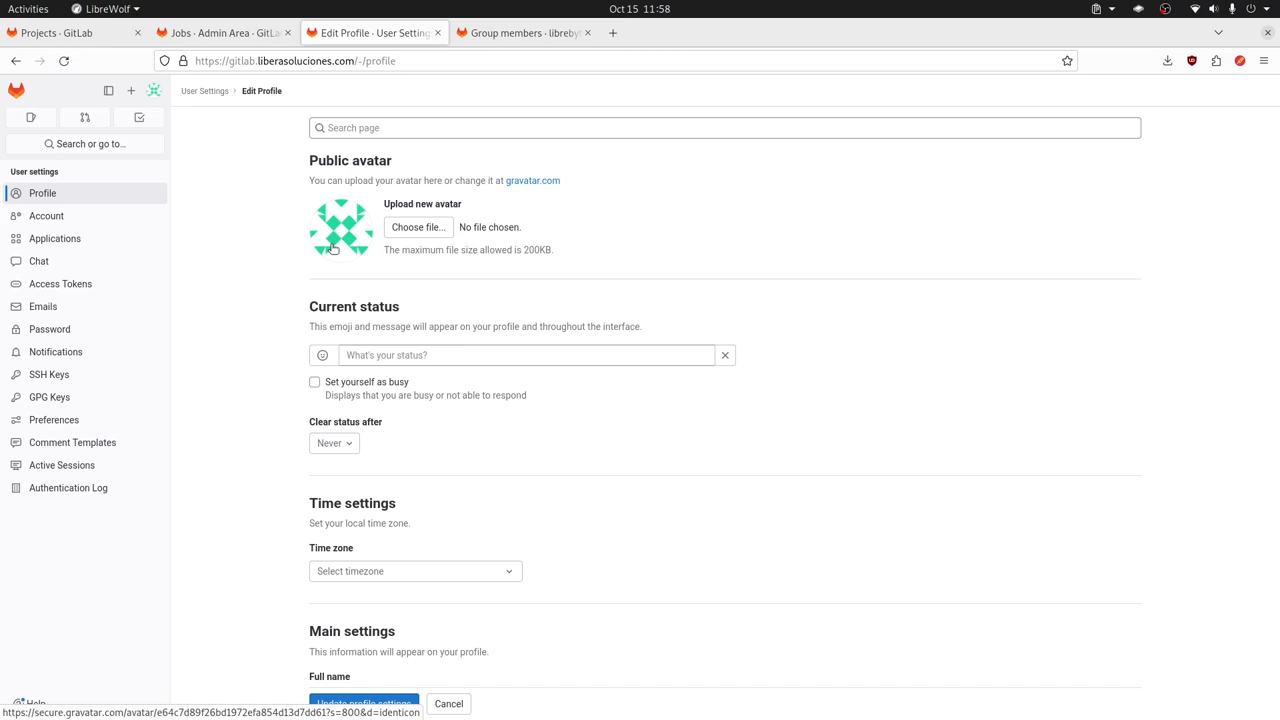 Activities
LibreWolf
Oct 15 11:58
Projects · GitLab
Jobs · Admin Area · GitLa
Edit Profile · User Setting
Group members · libreby
https://gitlab.liberasoluciones.com/-/profile
User Settings
Edit Profile
Search or go to...
Search page
User settings
Profile
Account
Applications
Chat
Access Tokens
Emails
Password
Notifications
SSH Keys
GPG Keys
Preferences
Comment Templates
Active Sessions
Authentication Log
Help
Public avatar
You can upload your avatar here or change it at gravatar.com
Upload new avatar
Choose file... No file chosen.
The maximum file size allowed is 200KB.
Current status
This emoji and message will appear on your profile and throughout the interface.
What's your status?
Set yourself as busy
Displays that you are busy or not able to respond
Clear status after
Never
Time settings
Set your local time zone.
Time zone
Select timezone
Main settings
This information will appear on your profile.
Full name
Update profile settings
Cancel
https://secure.gravatar.com/avatar/e64c7d89f26bd1972efa854d13d7dd61?s=800&d=identicon